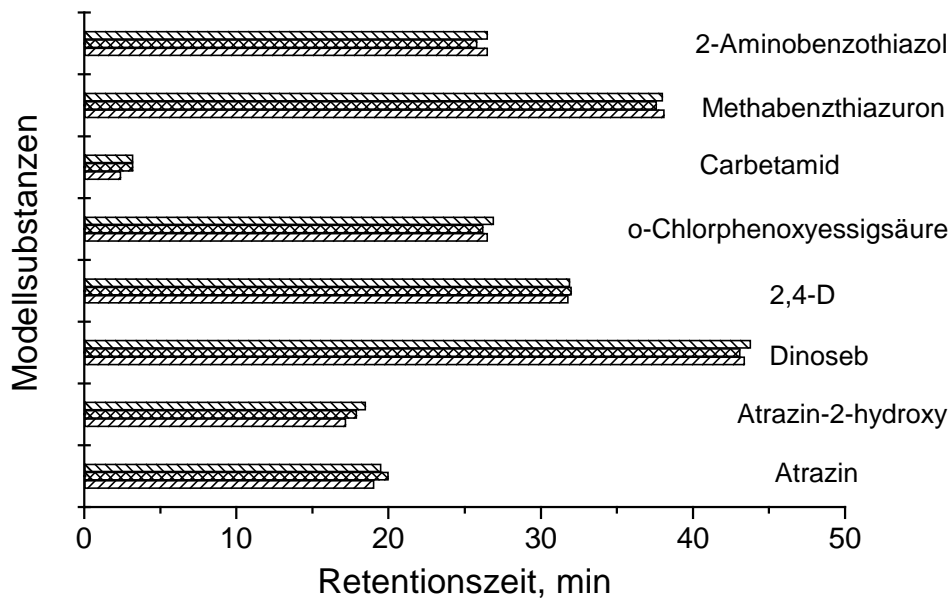 Modellsubstanzen
2-Aminobenzothiazol
Methabenzthiazuron
Carbetamid
o-Chlorphenoxyessigsäure
2,4-D
Dinoseb
Atrazin-2-hydroxy
Atrazin
0 10 20 30 40 50
Retentionszeit, min